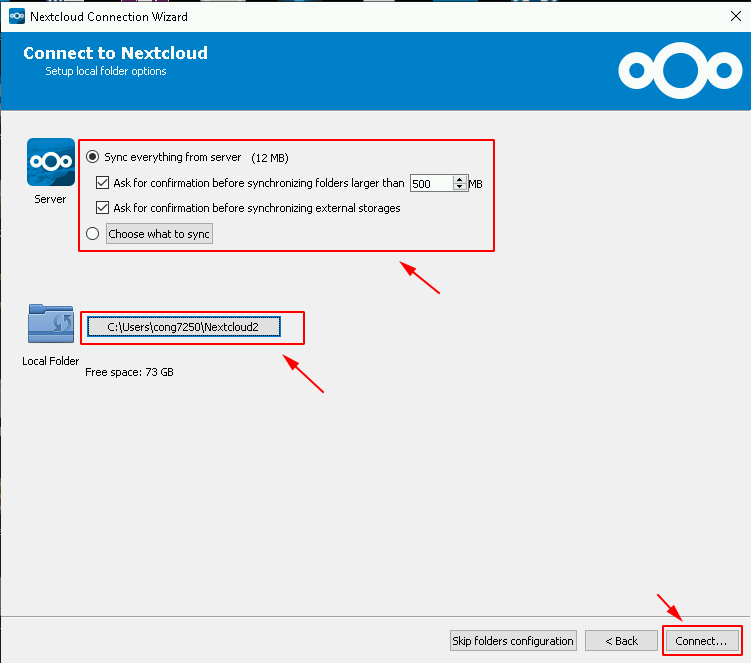 Nextcloud Connection Wizard
Connect to Nextcloud
Setup local folder options
Server
Sync everything from server (12 MB)
Ask for confirmation before synchronizing folders larger than 500 MB
Ask for confirmation before synchronizing external storages
Choose what to sync
Local Folder
C:\Users\cong7250\Nextcloud2
Free space: 73 GB
Skip folders configuration
< Back
Connect...